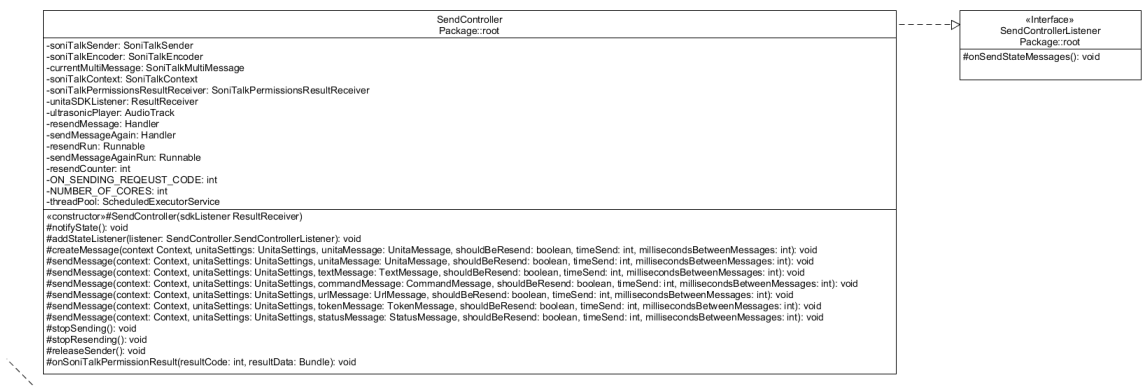 SendController
Package::root
-soniTalkSender: SoniTalkSender
-soniTalkEncoder: SoniTalkEncoder
-currentMultiMessage: SoniTalkMultiMessage
-soniTalkContext: SoniTalkContext
-soniTalkPermissionsResultReceiver: SoniTalkPermissionsResultReceiver
-unitaSDKListener: ResultReceiver
-ultrasonicPlayer: AudioTrack
-resendMessage: Handler
-sendMessageAgain: Handler
-resendRun: Runnable
-sendMessageAgainRun: Runnable
-resendCounter: int
-ON_SENDING_REQEUST_CODE: int
-NUMBER_OF_CORES: int
-threadPool: ScheduledExecutorService
«constructor»#SendController(sdkListener ResultReceiver)
#notifyState(): void
#addStateListener(listener: SendController.SendControllerListener): void
#createMessage(context Context, unitaSettings: UnitaSettings, unitaMessage: UnitaMessage, shouldBeResend: boolean, timeSend: int, millisecondsBetweenMessages: int): void
#sendMessage(context: Context, unitaSettings: UnitaSettings, unitaMessage: UnitaMessage, shouldBeResend: boolean, timeSend: int, millisecondsBetweenMessages: int): void
#sendMessage(context: Context, unitaSettings: UnitaSettings, textMessage: TextMessage, shouldBeResend: boolean, timeSend: int, millisecondsBetweenMessages: int): void
#sendMessage(context: Context, unitaSettings: UnitaSettings, commandMessage: CommandMessage, shouldBeResend: boolean, timeSend: int, millisecondsBetweenMessages: int): void
#sendMessage(context: Context, unitaSettings: UnitaSettings, urlMessage: UrlMessage, shouldBeResend: boolean, timeSend: int, millisecondsBetweenMessages: int): void
#sendMessage(context: Context, unitaSettings: UnitaSettings, tokenMessage: TokenMessage, shouldBeResend: boolean, timeSend: int, millisecondsBetweenMessages: int): void
#sendMessage(context: Context, unitaSettings: UnitaSettings, statusMessage: StatusMessage, shouldBeResend: boolean, timeSend: int, millisecondsBetweenMessages: int): void
#stopSending(): void
#stopResending(): void
#releaseSender(): void
#onSoniTalkPermissionResult(resultCode: int, resultData: Bundle): void
«Interface»
SendControllerListener
Package::root
#onSendStateMessages(): void